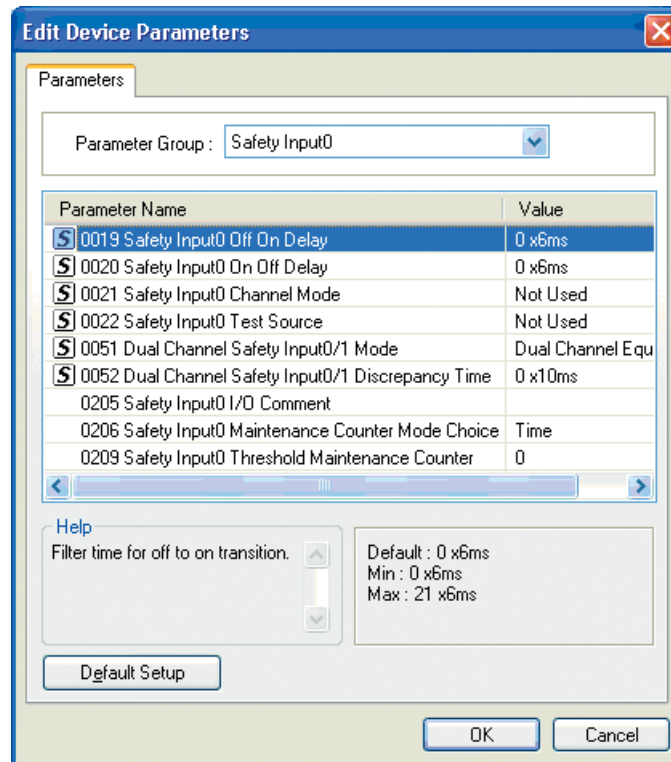 Edit Device Parameters
Parameters
Parameter Group : Safety Input0
Parameter Name Value
S 0019 Safety Input0 Off On Delay 0 x6ms
S 0020 Safety Input0 On Off Delay 0 x6ms
S 0021 Safety Input0 Channel Mode Not Used
S 0022 Safety Input0 Test Source Not Used
S 0051 Dual Channel Safety Input0/1 Mode Dual Channel Equ
S 0052 Dual Channel Safety Input0/1 Discrepancy Time 0 x10ms
0205 Safety Input0 I/O Comment
0206 Safety Input0 Maintenance Counter Mode Choice Time
0209 Safety Input0 Threshold Maintenance Counter 0
Help
Filter time for off to on transition.
Default : 0 x6ms
Min : 0 x6ms
Max : 21 x6ms
Default Setup
OK Cancel